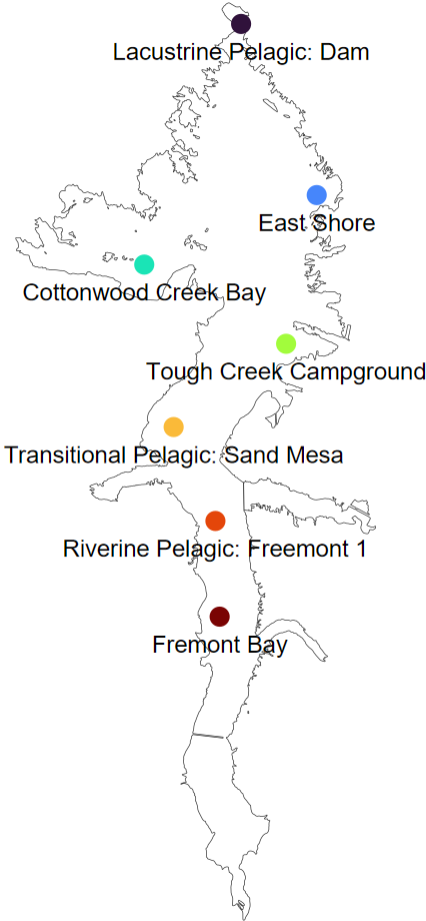 Lacustrine Pelagic: Dam
East Shore
Cottonwood Creek Bay
Tough Creek Campground
Transitional Pelagic: Sand Mesa
Riverine Pelagic: Freemont 1
Fremont Bay